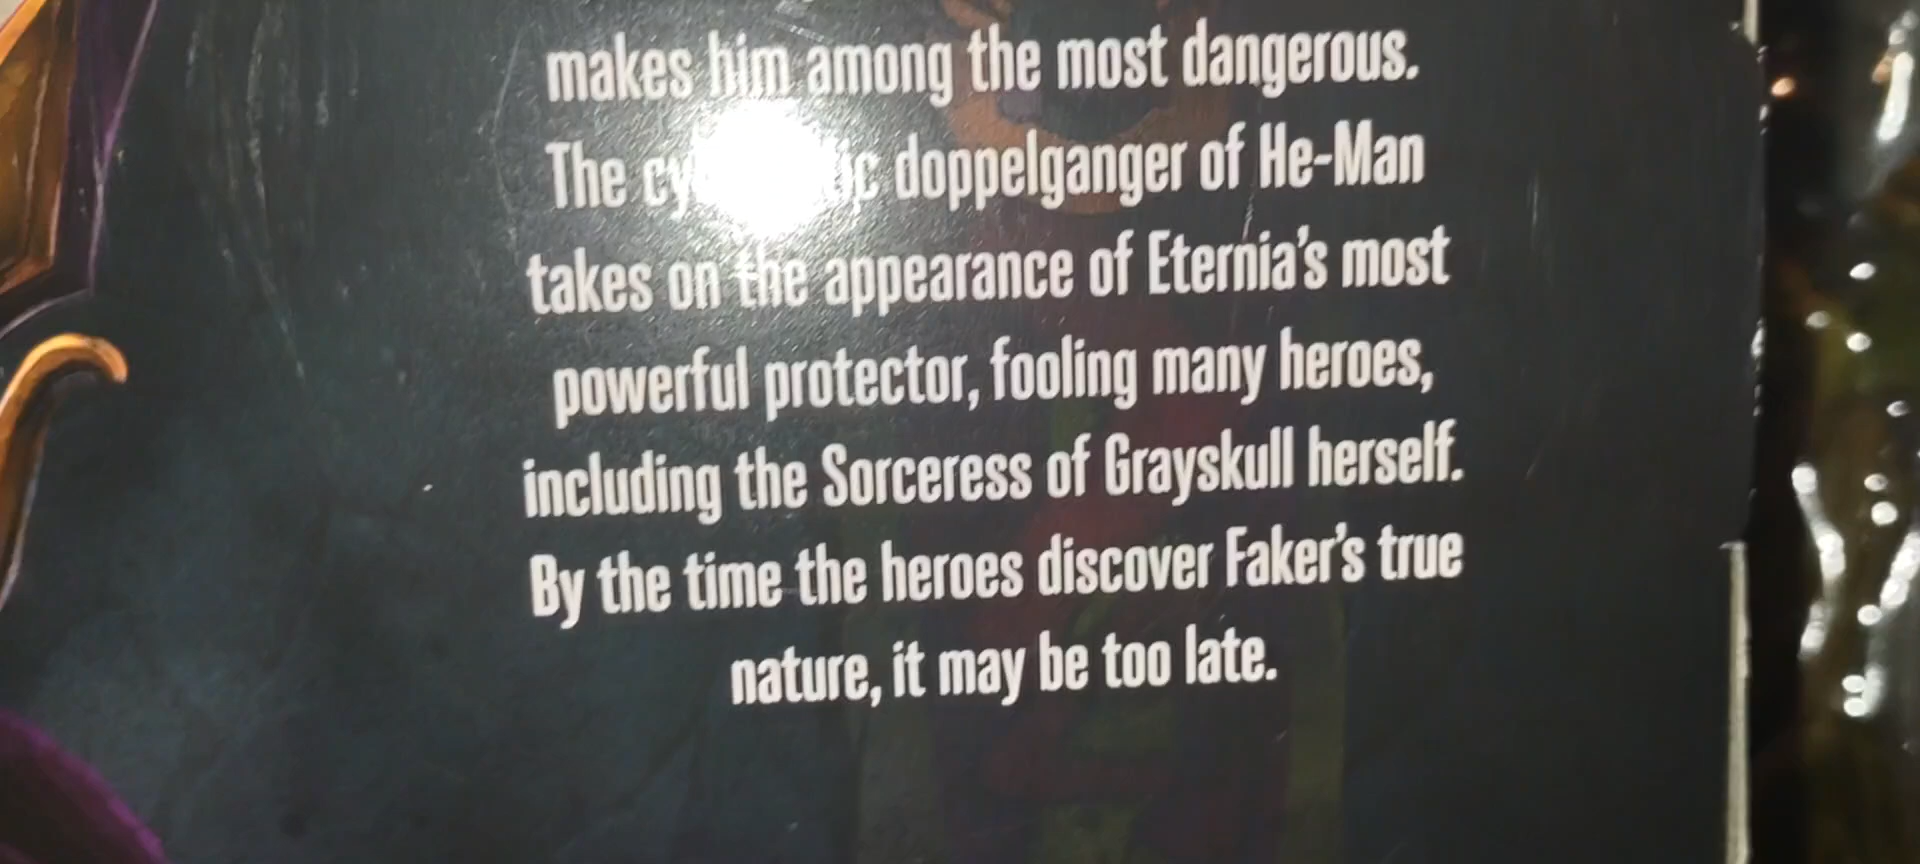 makes him among the most dangerous.
The doppelganger of He-Man
takes on the appearance of Eternia's most
powerful protector, fooling many heroes,
including the Sorceress of Grayskull herself.
By the time the heroes discover Faker's true
nature, it may be too late.